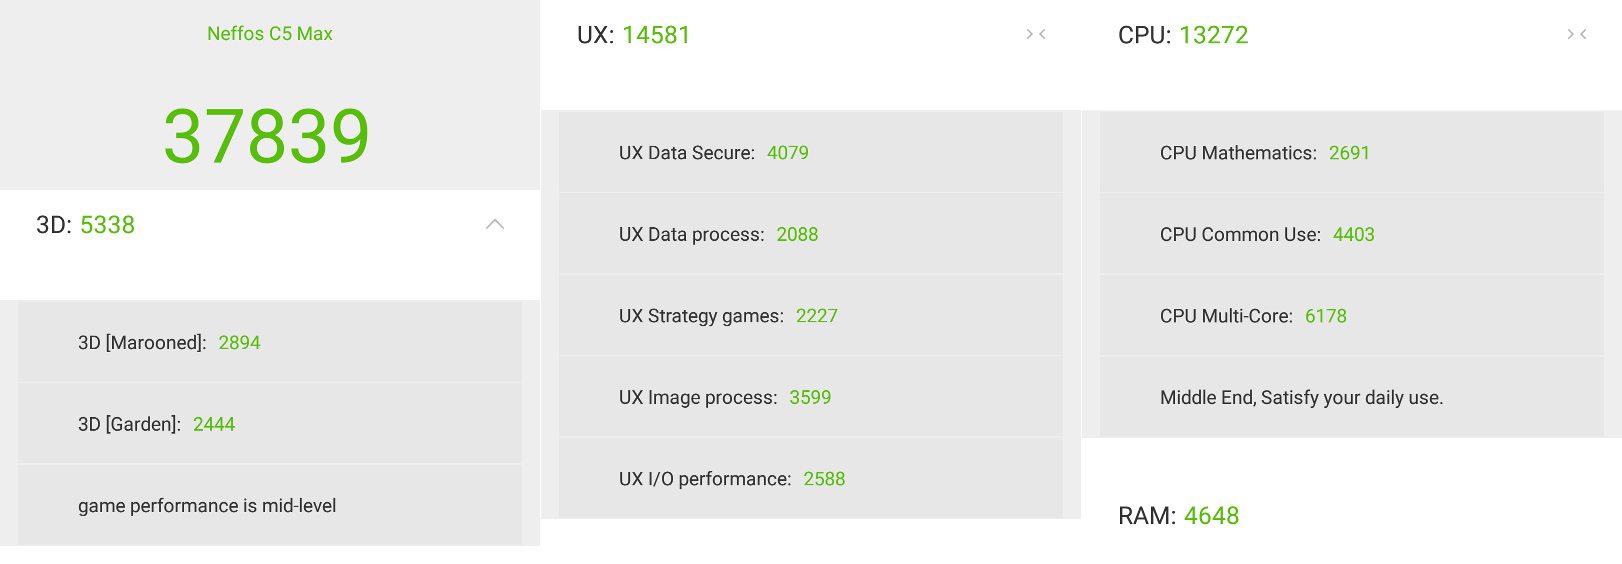 Neffos C5 Max
37839
3D: 5338
3D [Marooned]: 2894
3D [Garden]: 2444
game performance is mid-level
UX: 14581
UX Data Secure: 4079
UX Data process: 2088
UX Strategy games: 2227
UX Image process: 3599
UX I/O performance: 2588
CPU: 13272
CPU Mathematics: 2691
CPU Common Use: 4403
CPU Multi-Core: 6178
Middle End, Satisfy your daily use.
RAM: 4648